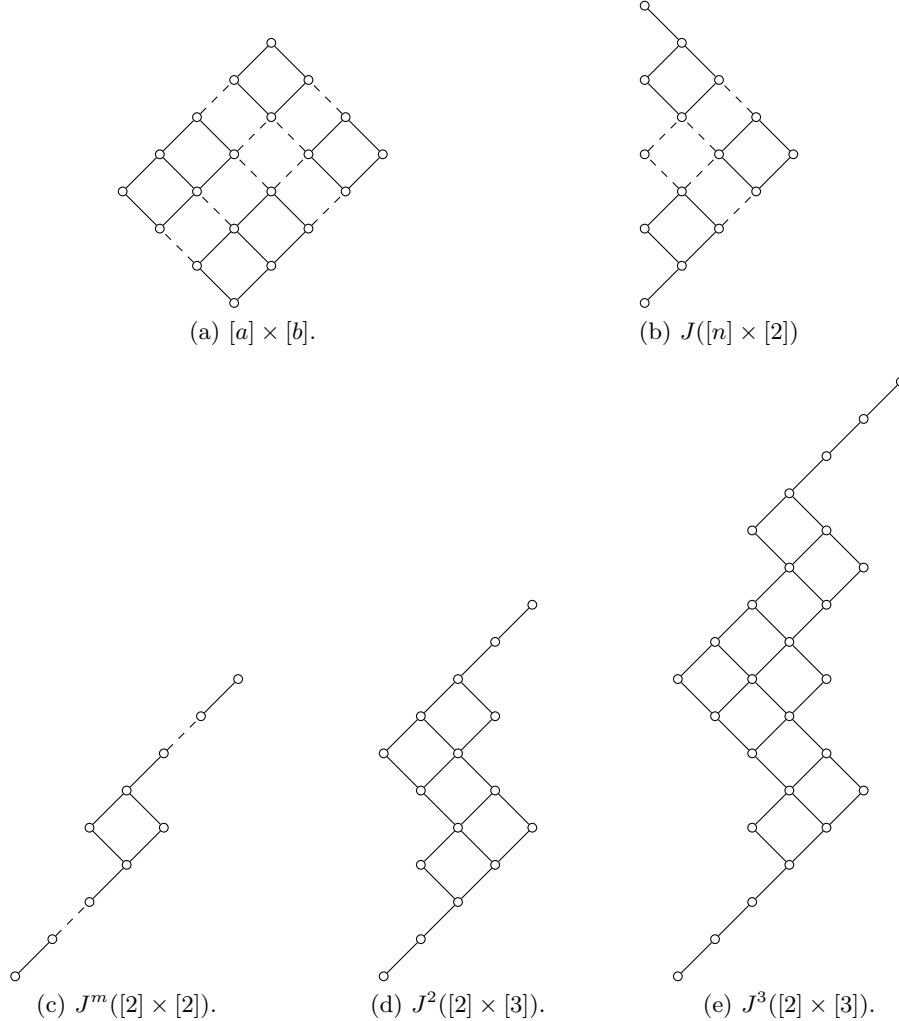 (a) [a] × [b].
(b) J([n] × [2])
(c) J^m([2] × [2]).
(d) J^2([2] × [3]).
(e) J^3([2] × [3]).